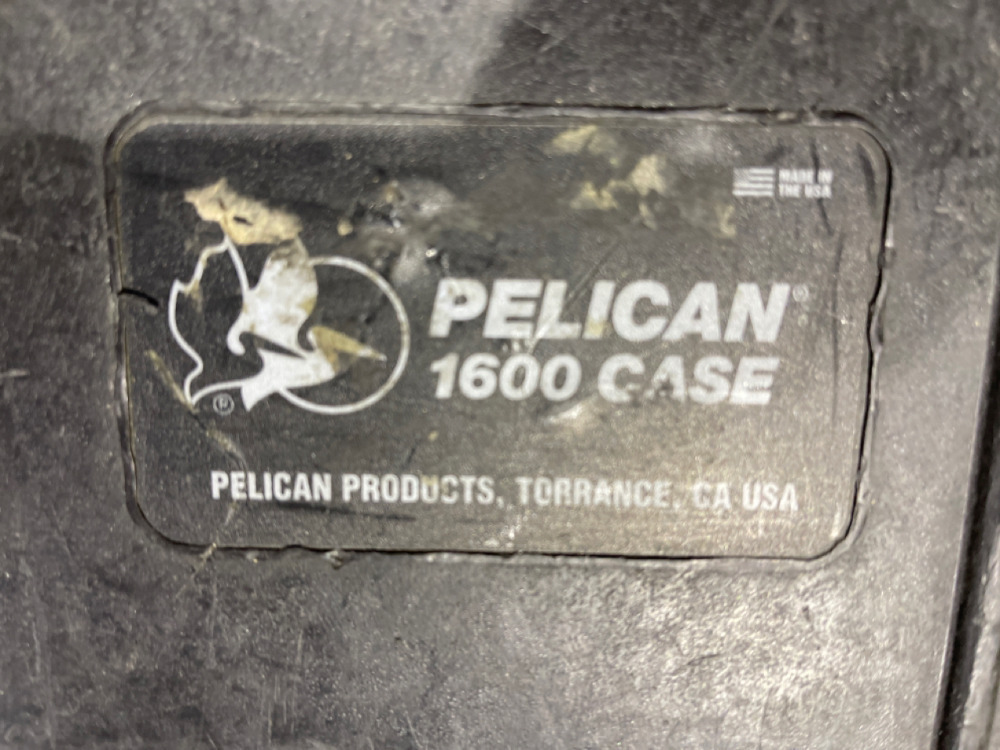 MADE IN
THE USA
PELICAN®
1600 CASE
®
PELICAN PRODUCTS, TORRANCE, CA USA